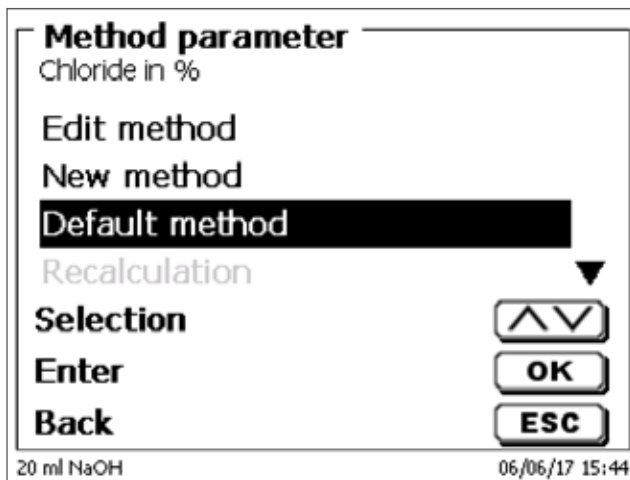 Method parameter
Chloride in %
Edit method
New method
Default method
Recalculation
Selection
Enter OK
Back ESC
20 ml NaOH 06/06/17 15:44